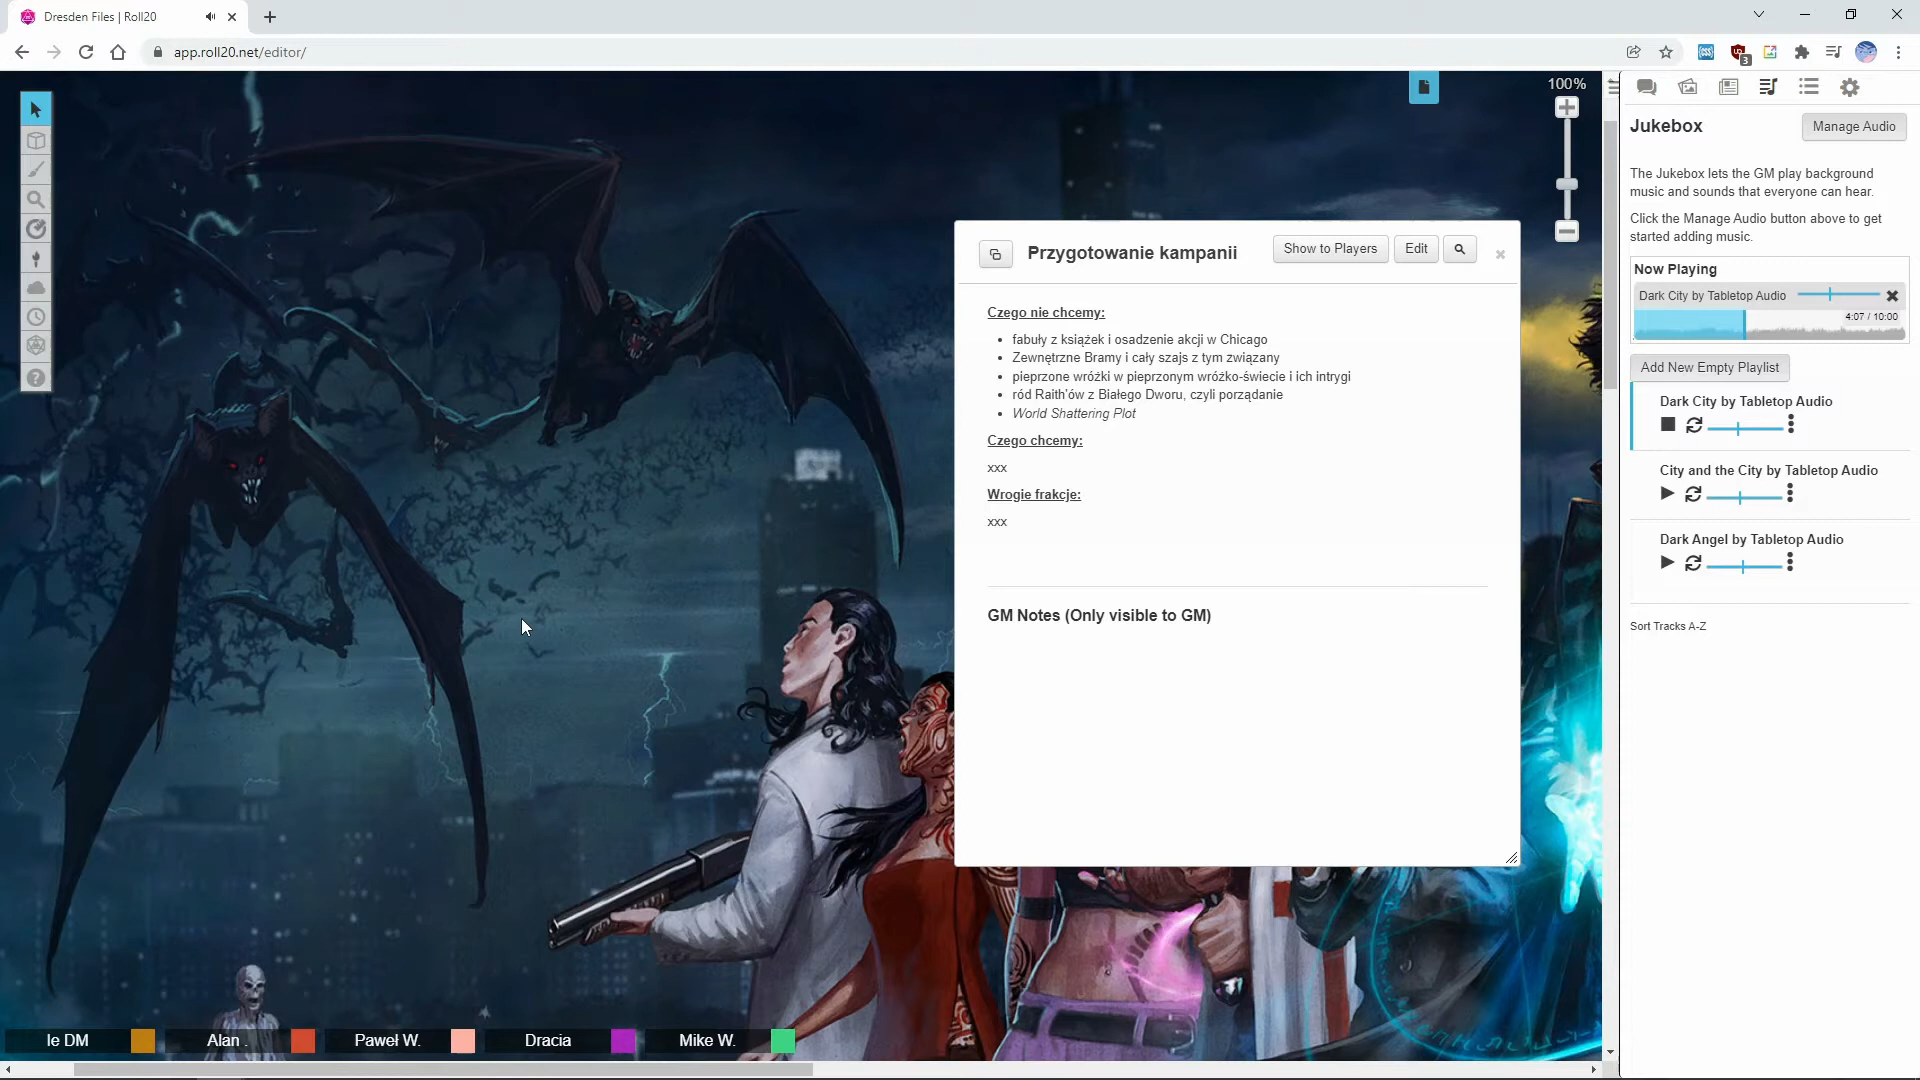 Dresden Files | Roll20
app.roll20.net/editor/
3
100%
Przygotowanie kampanii
Show to Players
Edit
Czego nie chcemy:
fabuły z książek i osadzenie akcji w Chicago
Zewnętrzne Bramy i cały szajs z tym związany
pieprzone wróżki w pieprzonym wróżko-świecie i ich intrygi
ród Raith'ów z Białego Dworu, czyli porządanie
World Shattering Plot
Czego chcemy:
xxx
Wrogie frakcje:
xxx
GM Notes (Only visible to GM)
Jukebox
Manage Audio
The Jukebox lets the GM play background
music and sounds that everyone can hear.
Click the Manage Audio button above to get
started adding music.
Now Playing
Dark City by Tabletop Audio
4:07 / 10:00
Add New Empty Playlist
Dark City by Tabletop Audio
City and the City by Tabletop Audio
Dark Angel by Tabletop Audio
Sort Tracks A-Z
le DM
Alan .
Paweł W.
Dracia
Mike W.